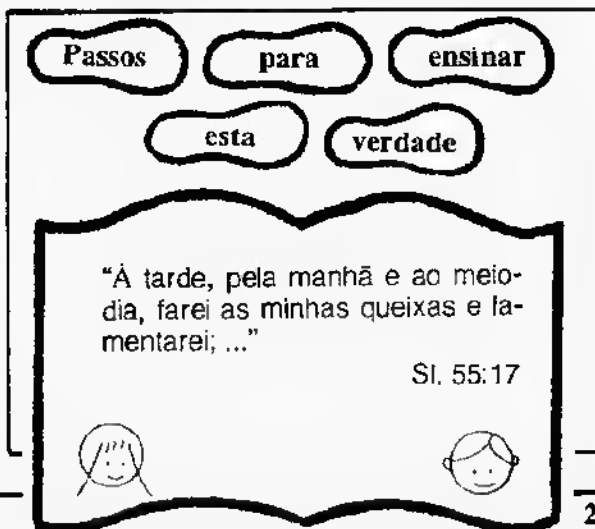 Passos para ensinar
esta verdade
“À tarde, pela manhã e ao meio-
dia, farei as minhas queixas e la-
mentarei; ...”
Sl. 55:17
2